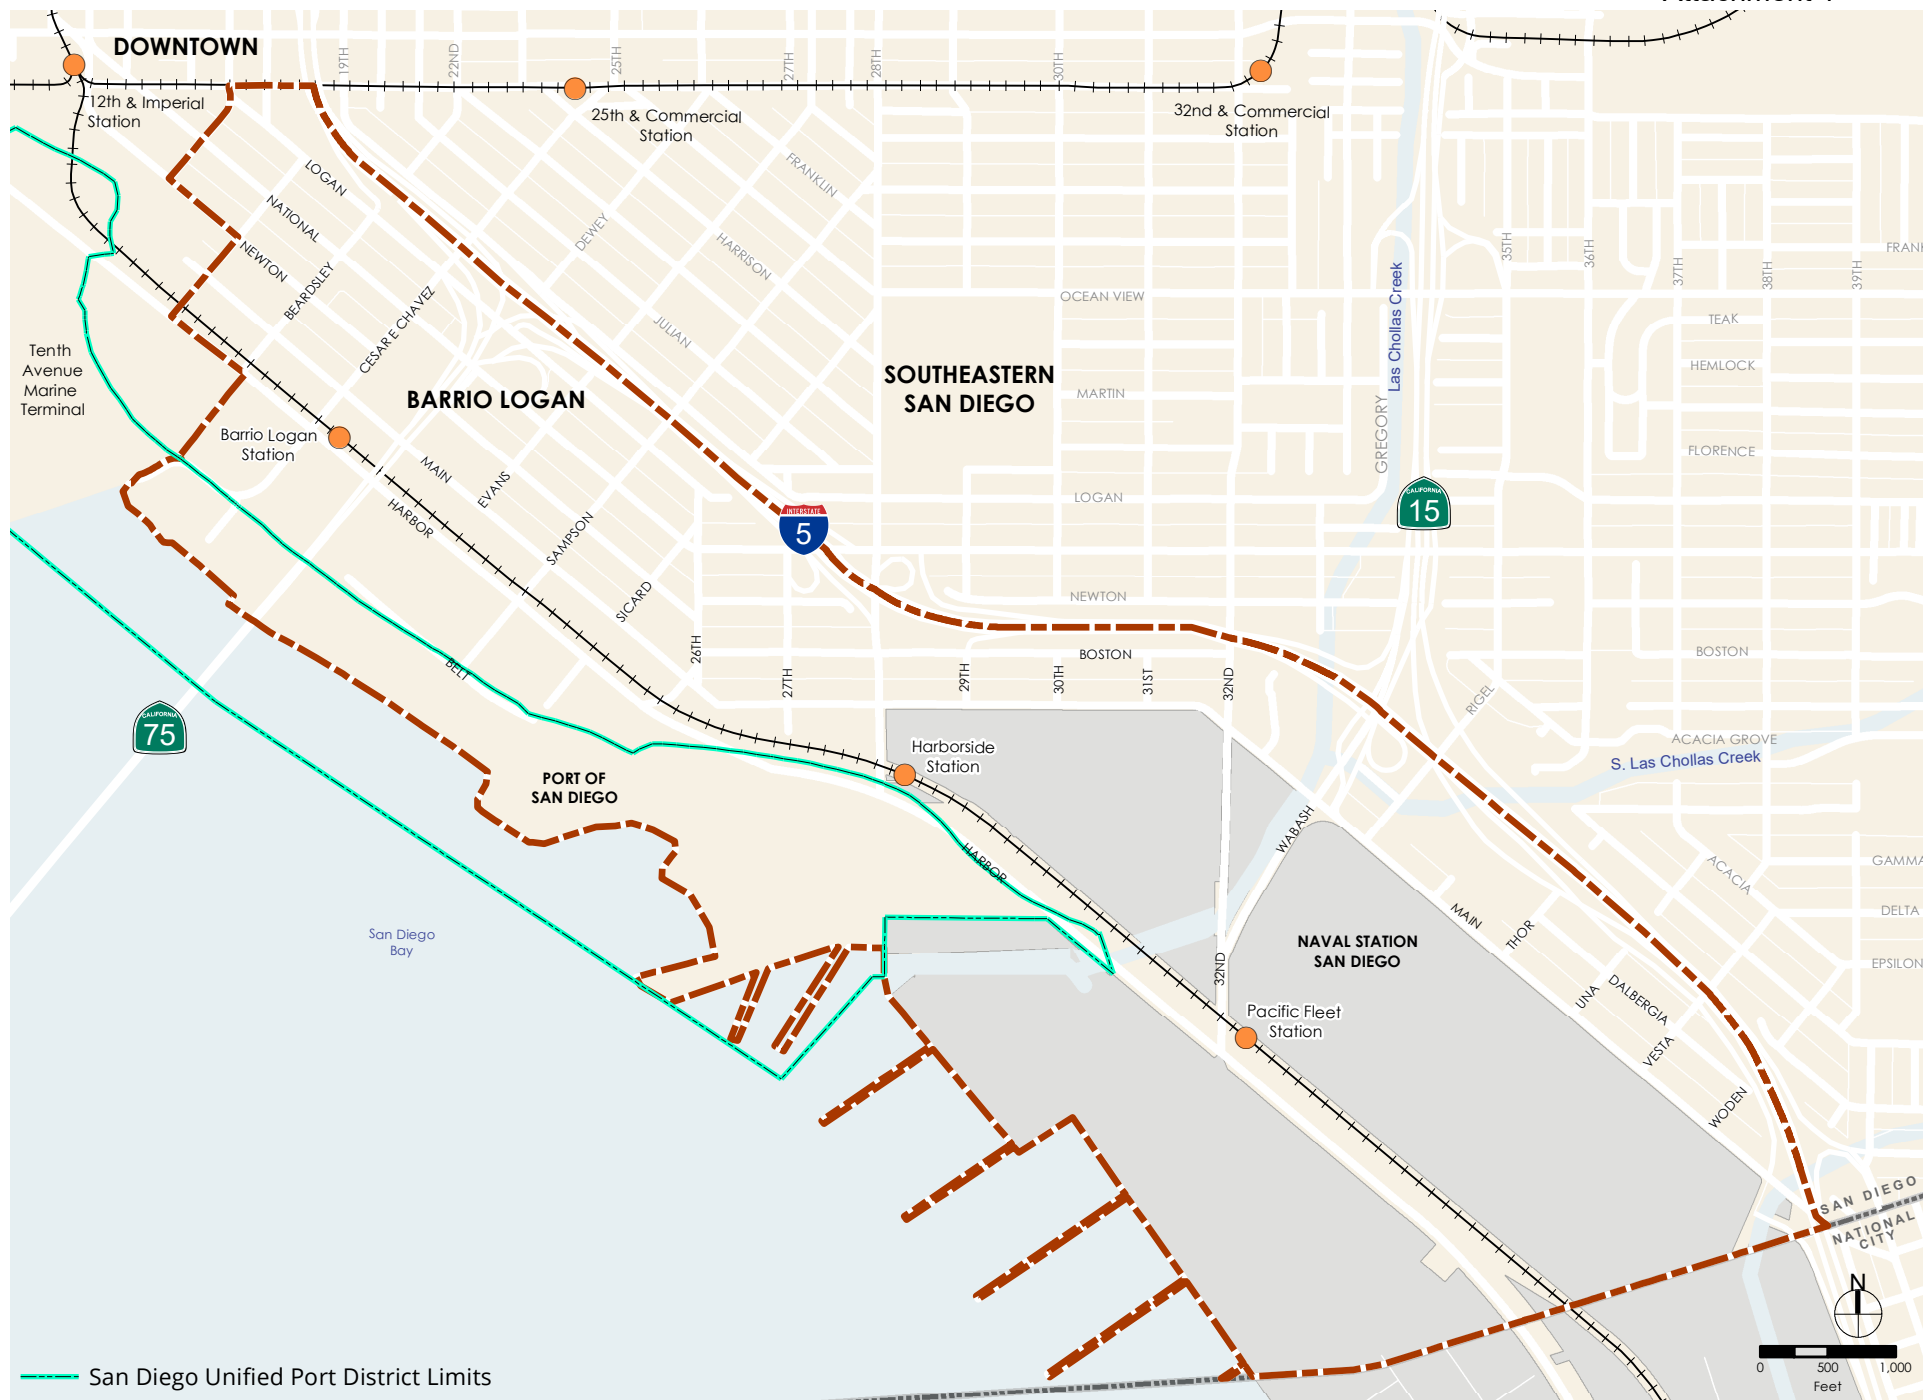 DOWNTOWN
19TH
22ND
25TH
27TH
28TH
30TH
12th & Imperial
Station
25th & Commercial
Station
32nd & Commercial
Station
LOGAN
FRANKLIN
NATIONAL
DEWEY
HARRISON
NEWTON
BEARDSLEY
CESAR E CHAVEZ
JULIAN
OCEAN VIEW
35TH
36TH
37TH
38TH
39TH
TEAK
HEMLOCK
Las Chollas Creek
GREGORY
Tenth
Avenue
Marine
Terminal
BARRIO LOGAN
SOUTHEASTERN
SAN DIEGO
MARTIN
FLORENCE
Barrio Logan
Station
MAIN
EVANS
HARBOR
SAMPSON
SICARD
LOGAN
INTERSTATE
5
CALIFORNIA
15
NEWTON
BOSTON
BOSTON
26TH
27TH
29TH
30TH
31ST
32ND
BELT
RIGEL
CALIFORNIA
75
ACACIA GROVE
S. Las Chollas Creek
Harborside
Station
PORT OF
SAN DIEGO
WABASH
HARBOR
ACACIA
DELTA
EPSILON
MAIN
THOR
San Diego
Bay
NAVAL STATION
SAN DIEGO
32ND
UNA
DALBERGIA
VESTA
WODEN
Pacific Fleet
Station
SAN DIEGO
NATIONAL
CITY
N
0 500 1,000
Feet
San Diego Unified Port District Limits